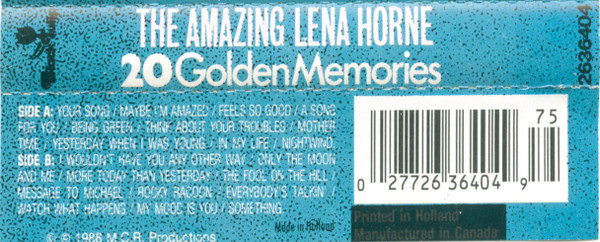 THE AMAZING LENA HORNE
20 Golden Memories
2636404
SIDE A: YOUR SONG / MAYBE I'M AMAZED / FEELS SO GOOD / A SONG
FOR YOU / BEING GREEN / THINK ABOUT YOUR TROUBLES / MOTHER
TIME / YESTERDAY WHEN I WAS YOUNG / IN MY LIFE / NIGHTWIND.
SIDE B: I WOULDN'T HAVE YOU ANY OTHER WAY / ONLY THE MOON
AND ME / MORE TODAY THAN YESTERDAY / THE FOOL ON THE HILL /
MESSAGE TO MICHAEL / ROCKY RACOON / EVERYBODY'S TALKIN' /
WATCH WHAT HAPPENS / MY MOOD IS YOU / SOMETHING.
Made in Holland
© 1986 M.C.R. Productions
75
0 27726 36404 9
Printed in Holland
Manufactured in Canada